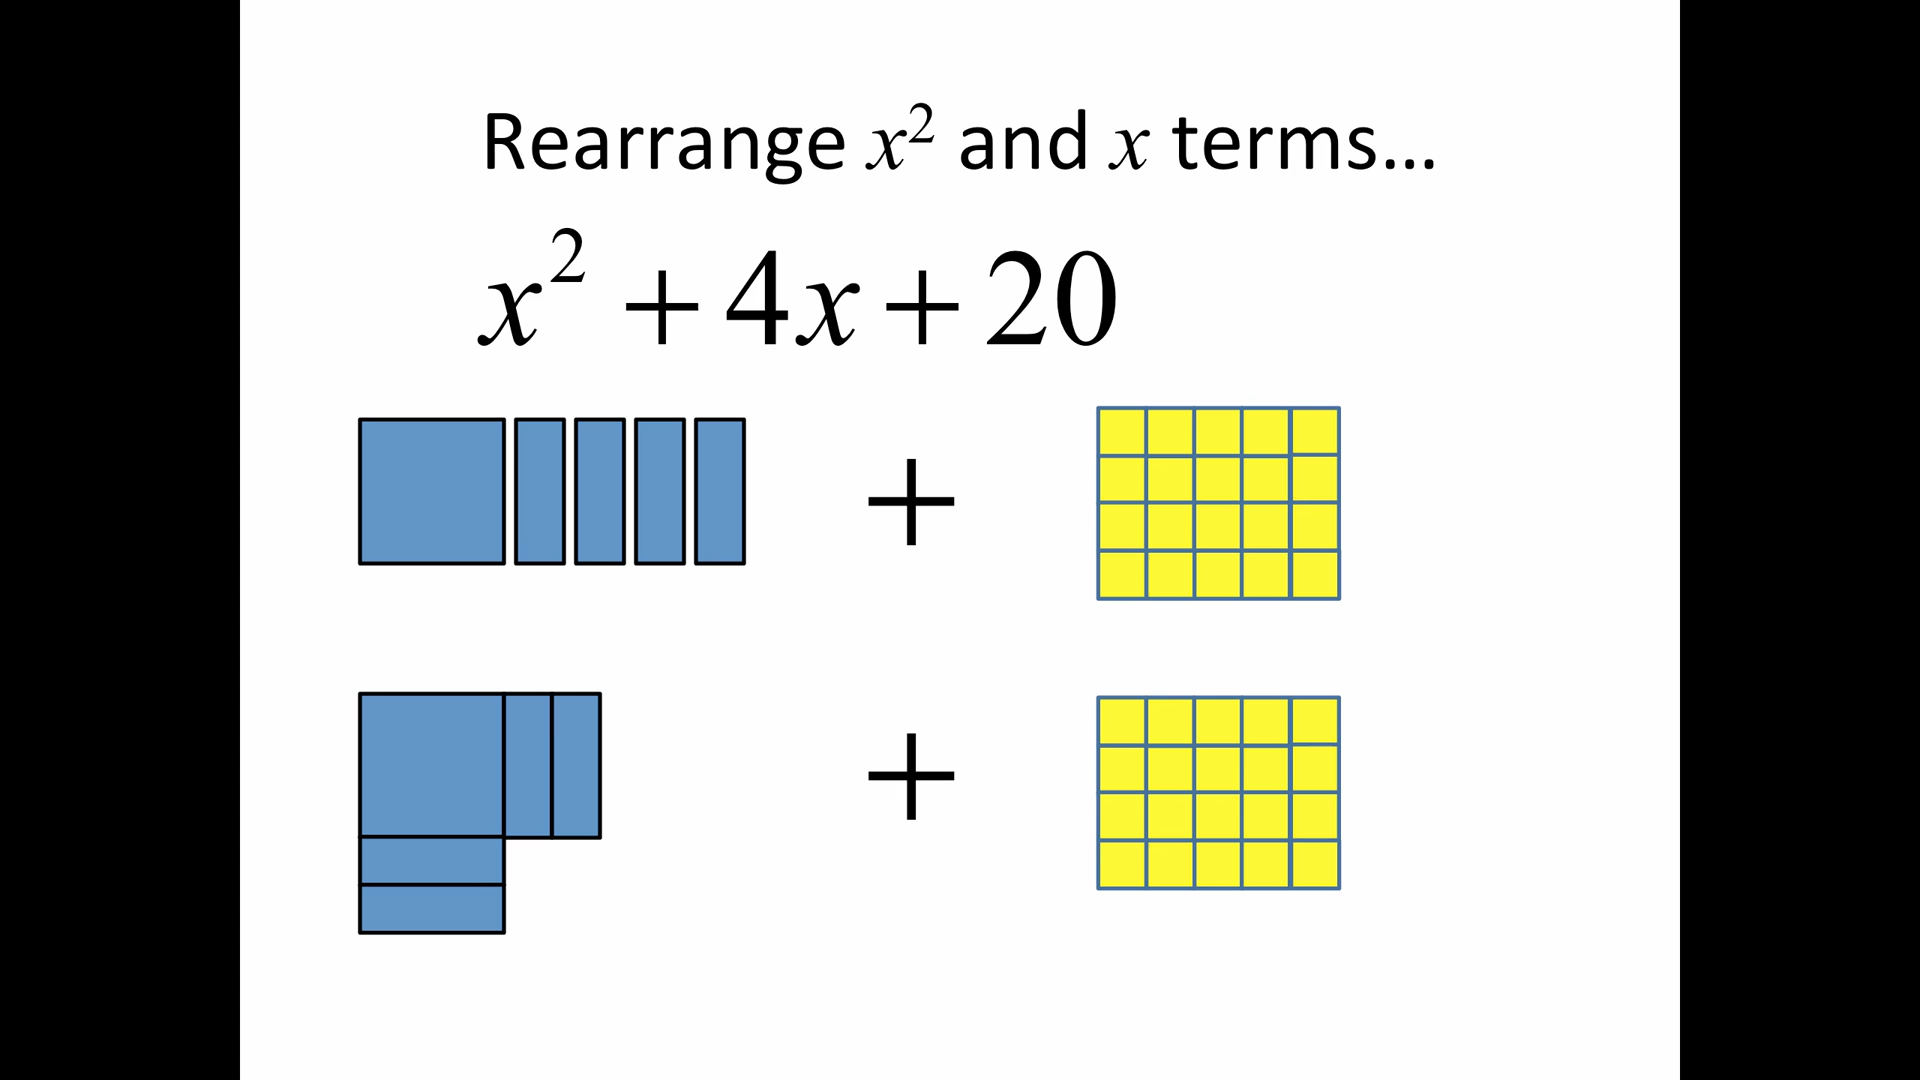 Rearrange x² and x terms...
x² + 4x + 20
+
+